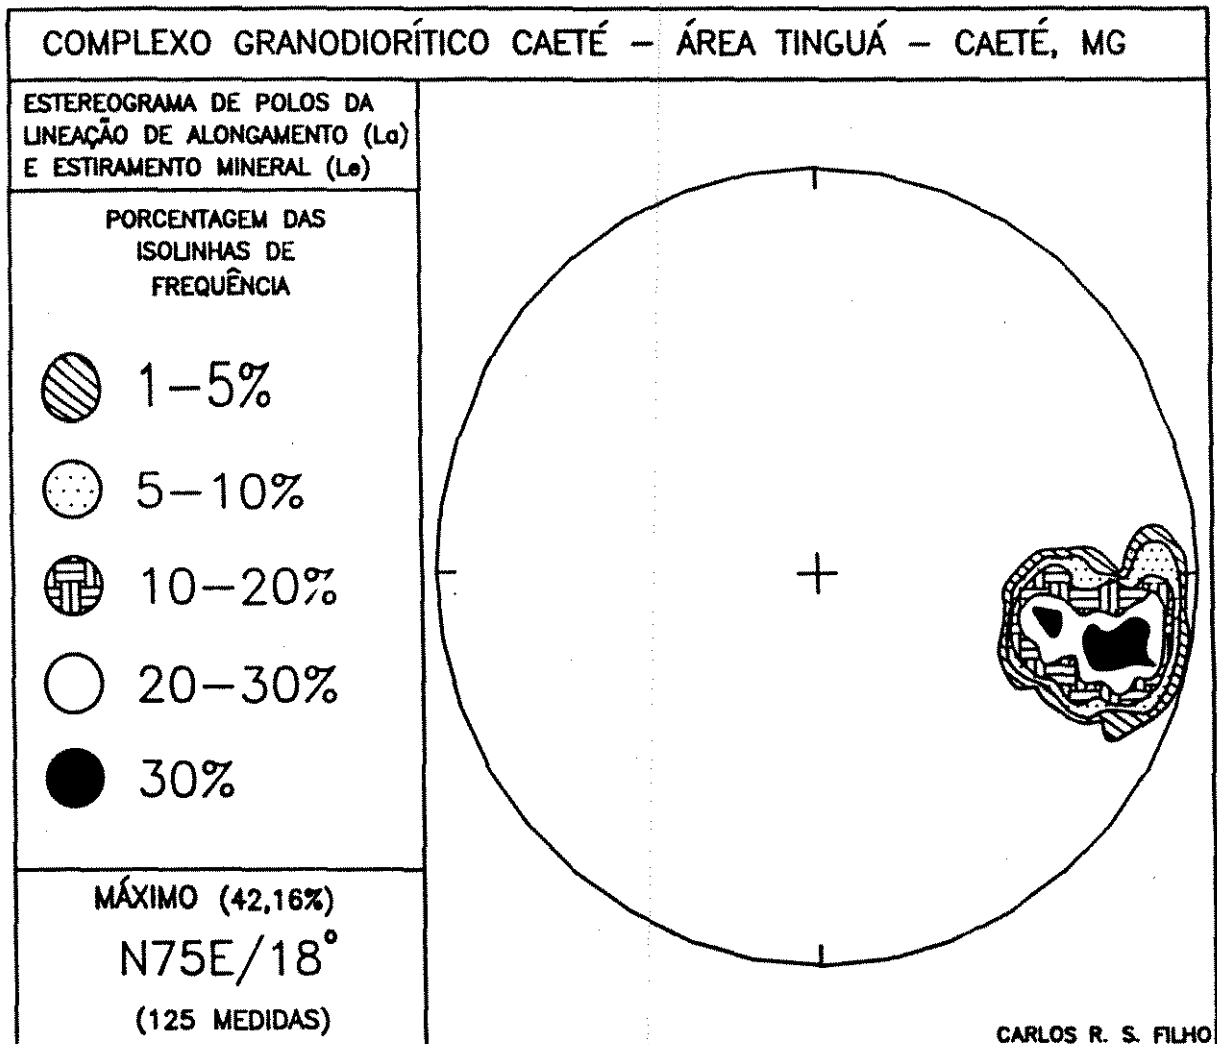 COMPLEXO GRANODIORÍTICO CAETÉ – ÁREA TINGUÁ – CAETÉ, MG
ESTEREOGRAMA DE POLOS DA
LINEAÇÃO DE ALONGAMENTO (La)
E ESTIRAMENTO MINERAL (Le)
PORCENTAGEM DAS
ISOLINHAS DE
FREQUÊNCIA
1–5%
5–10%
10–20%
20–30%
30%
MÁXIMO (42,16%)
N75E/18°
(125 MEDIDAS)
CARLOS R. S. FILHO